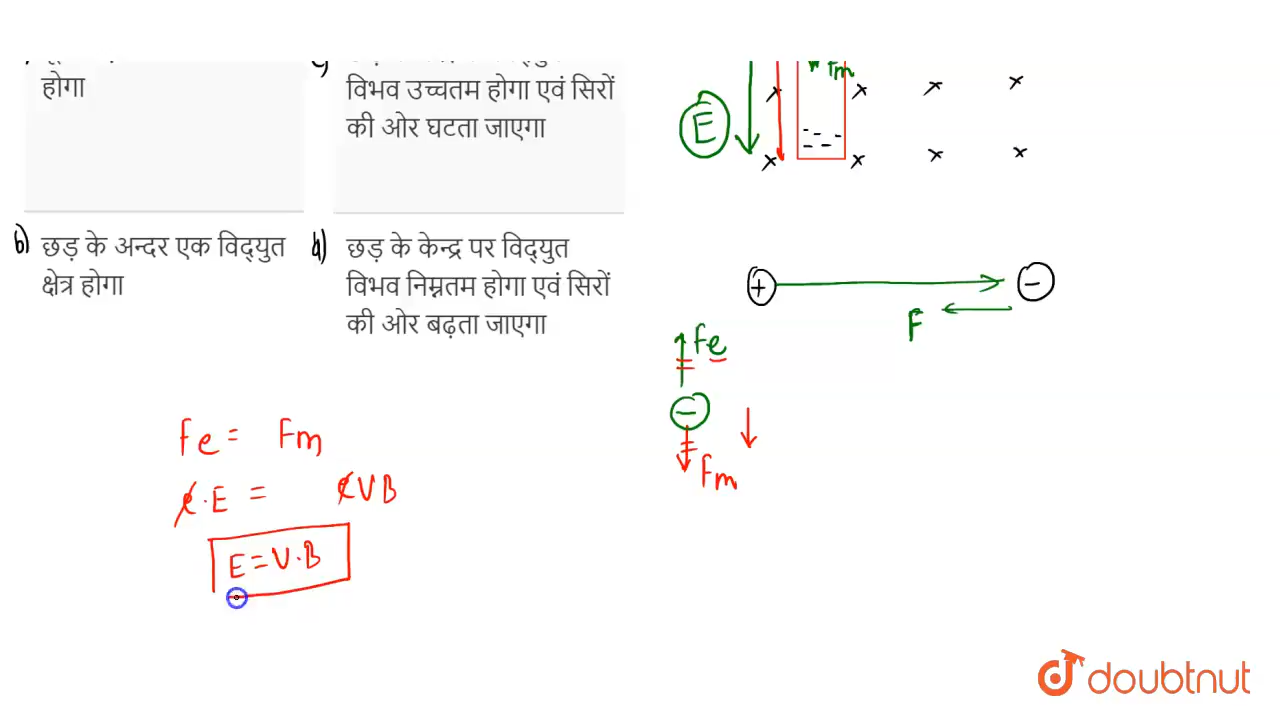 होगा
विभव उच्चतम होगा एवं सिरों
की ओर घटता जाएगा
b) छड़ के अन्दर एक विद्युत
क्षेत्र होगा
d) छड़ के केन्द्र पर विद्युत
विभव निम्नतम होगा एवं सिरों
की ओर बढ़ता जाएगा
Fe = Fm
e.E = eVB
E = V.B
Fm
E
+
-
F
Fe
-
Fm
doubtnut